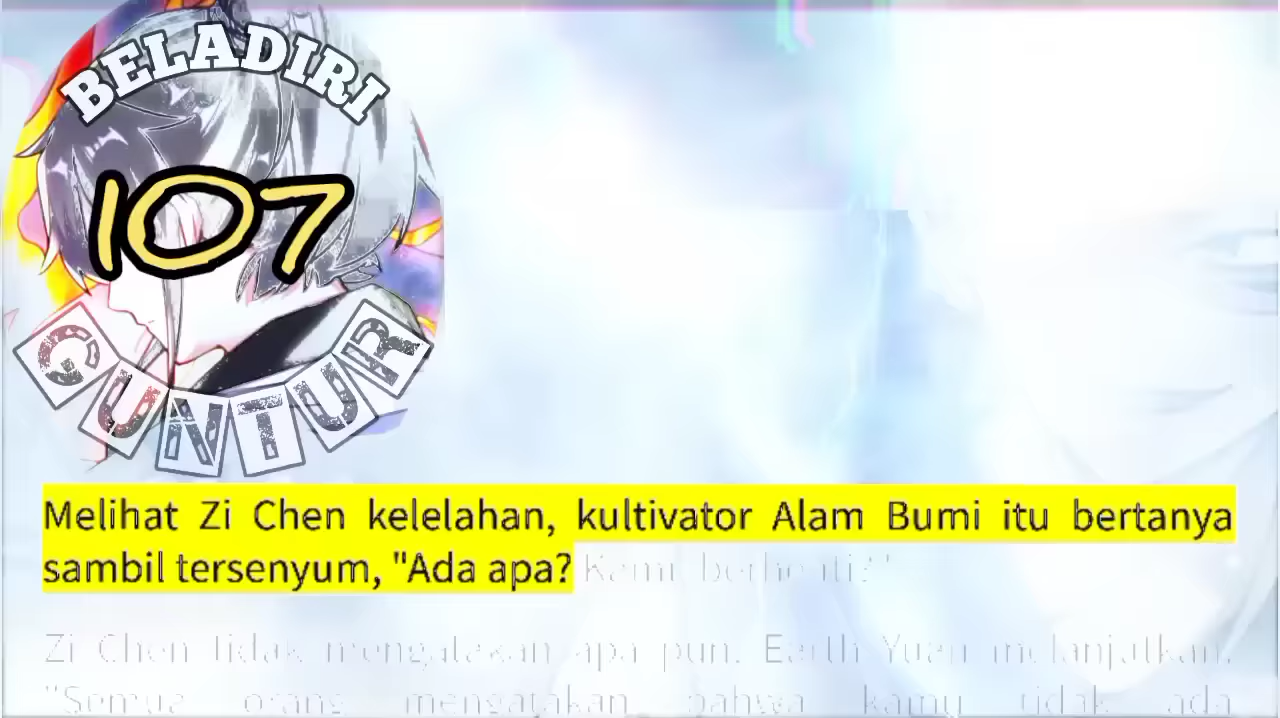 BELADIRI
107
GUNTUR
Melihat Zi Chen kelelahan, kultivator Alam Bumi itu bertanya
sambil tersenyum, "Ada apa? Kamu berhenti?"
Zi Chen tidak mengatakan apa pun. Earth Yuan melanjutkan,
"Semua orang mengatakan bahwa kamu tidak ada